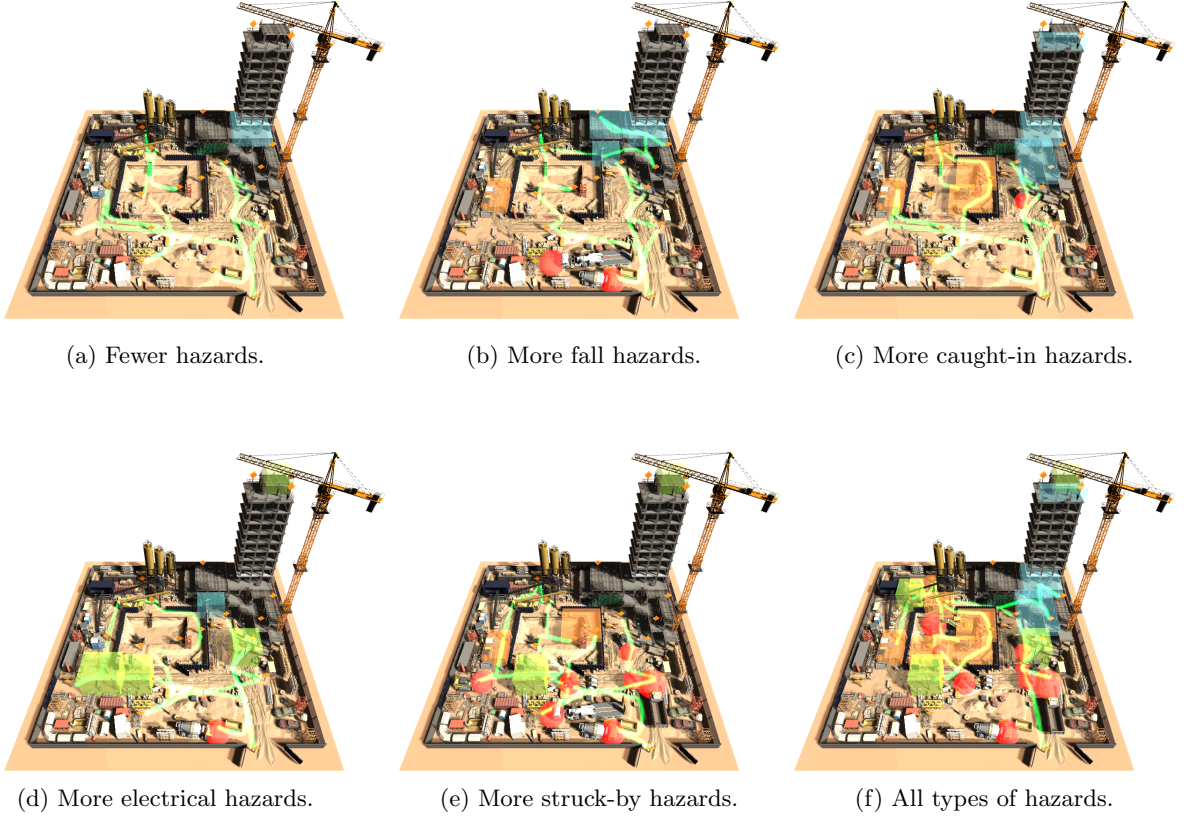 (a) Fewer hazards.
(b) More fall hazards.
(c) More caught-in hazards.
(d) More electrical hazards.
(e) More struck-by hazards.
(f) All types of hazards.